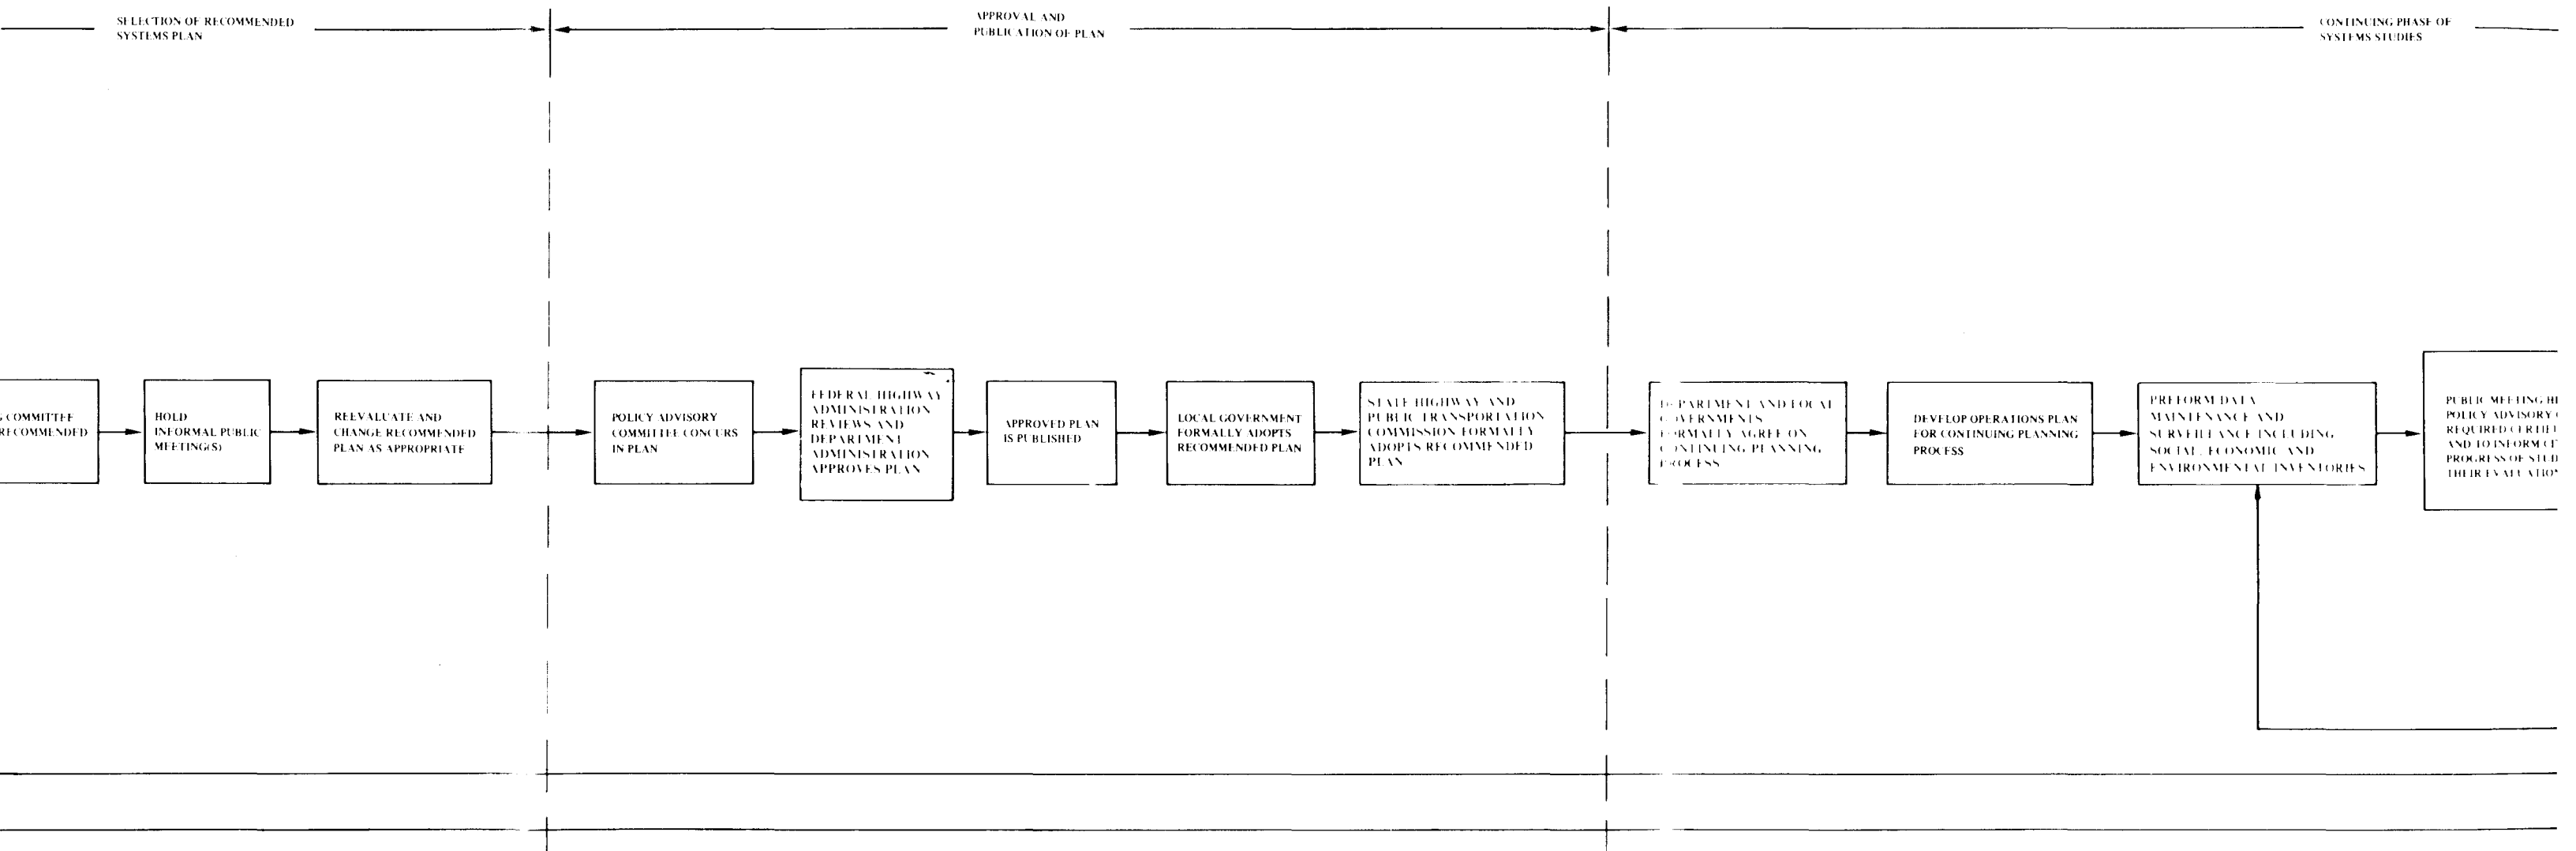 SELECTION OF RECOMMENDED
SYSTEMS PLAN
APPROVAL AND
PUBLICATION OF PLAN
CONTINUING PHASE OF
SYSTEMS STUDIES
COMMITTEE
RECOMMENDED
HOLD
INFORMAL PUBLIC
MEETING(S)
REEVALUATE AND
CHANGE RECOMMENDED
PLAN AS APPROPRIATE
POLICY ADVISORY
COMMITTEE CONCURS
IN PLAN
FEDERAL HIGHWAY
ADMINISTRATION
REVIEWS AND
DEPARTMENT
ADMINISTRATION
APPROVES PLAN
APPROVED PLAN
IS PUBLISHED
LOCAL GOVERNMENT
FORMALLY ADOPTS
RECOMMENDED PLAN
STATE HIGHWAY AND
PUBLIC TRANSPORTATION
COMMISSION FORMALLY
ADOPTS RECOMMENDED
PLAN
DEPARTMENT AND LOCAL
GOVERNMENTS
FORMALLY AGREE ON
CONTINUING PLANNING
PROCESS
DEVELOP OPERATIONS PLAN
FOR CONTINUING PLANNING
PROCESS
PREFORM DATA
MAINTENANCE AND
SURVEILLANCE INCLUDING
SOCIAL, ECONOMIC AND
ENVIRONMENTAL INVENTORIES
PUBLIC MEETING
POLICY ADVISORY
REQUIRED
AND TO INFORM
PROGRESS OF
THEIR